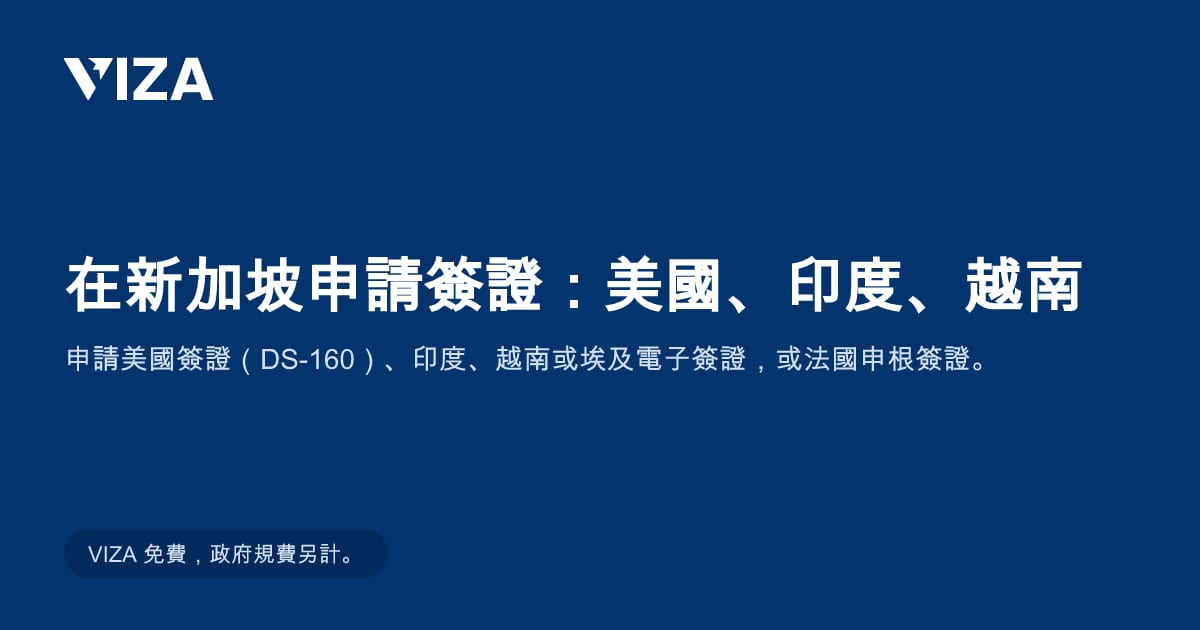 VIZA
在新加坡申請簽證：美國、印度、越南
申請美國簽證（DS-160）、印度、越南或埃及電子簽證，或法國申根簽證。
VIZA 免費，政府規費另計。